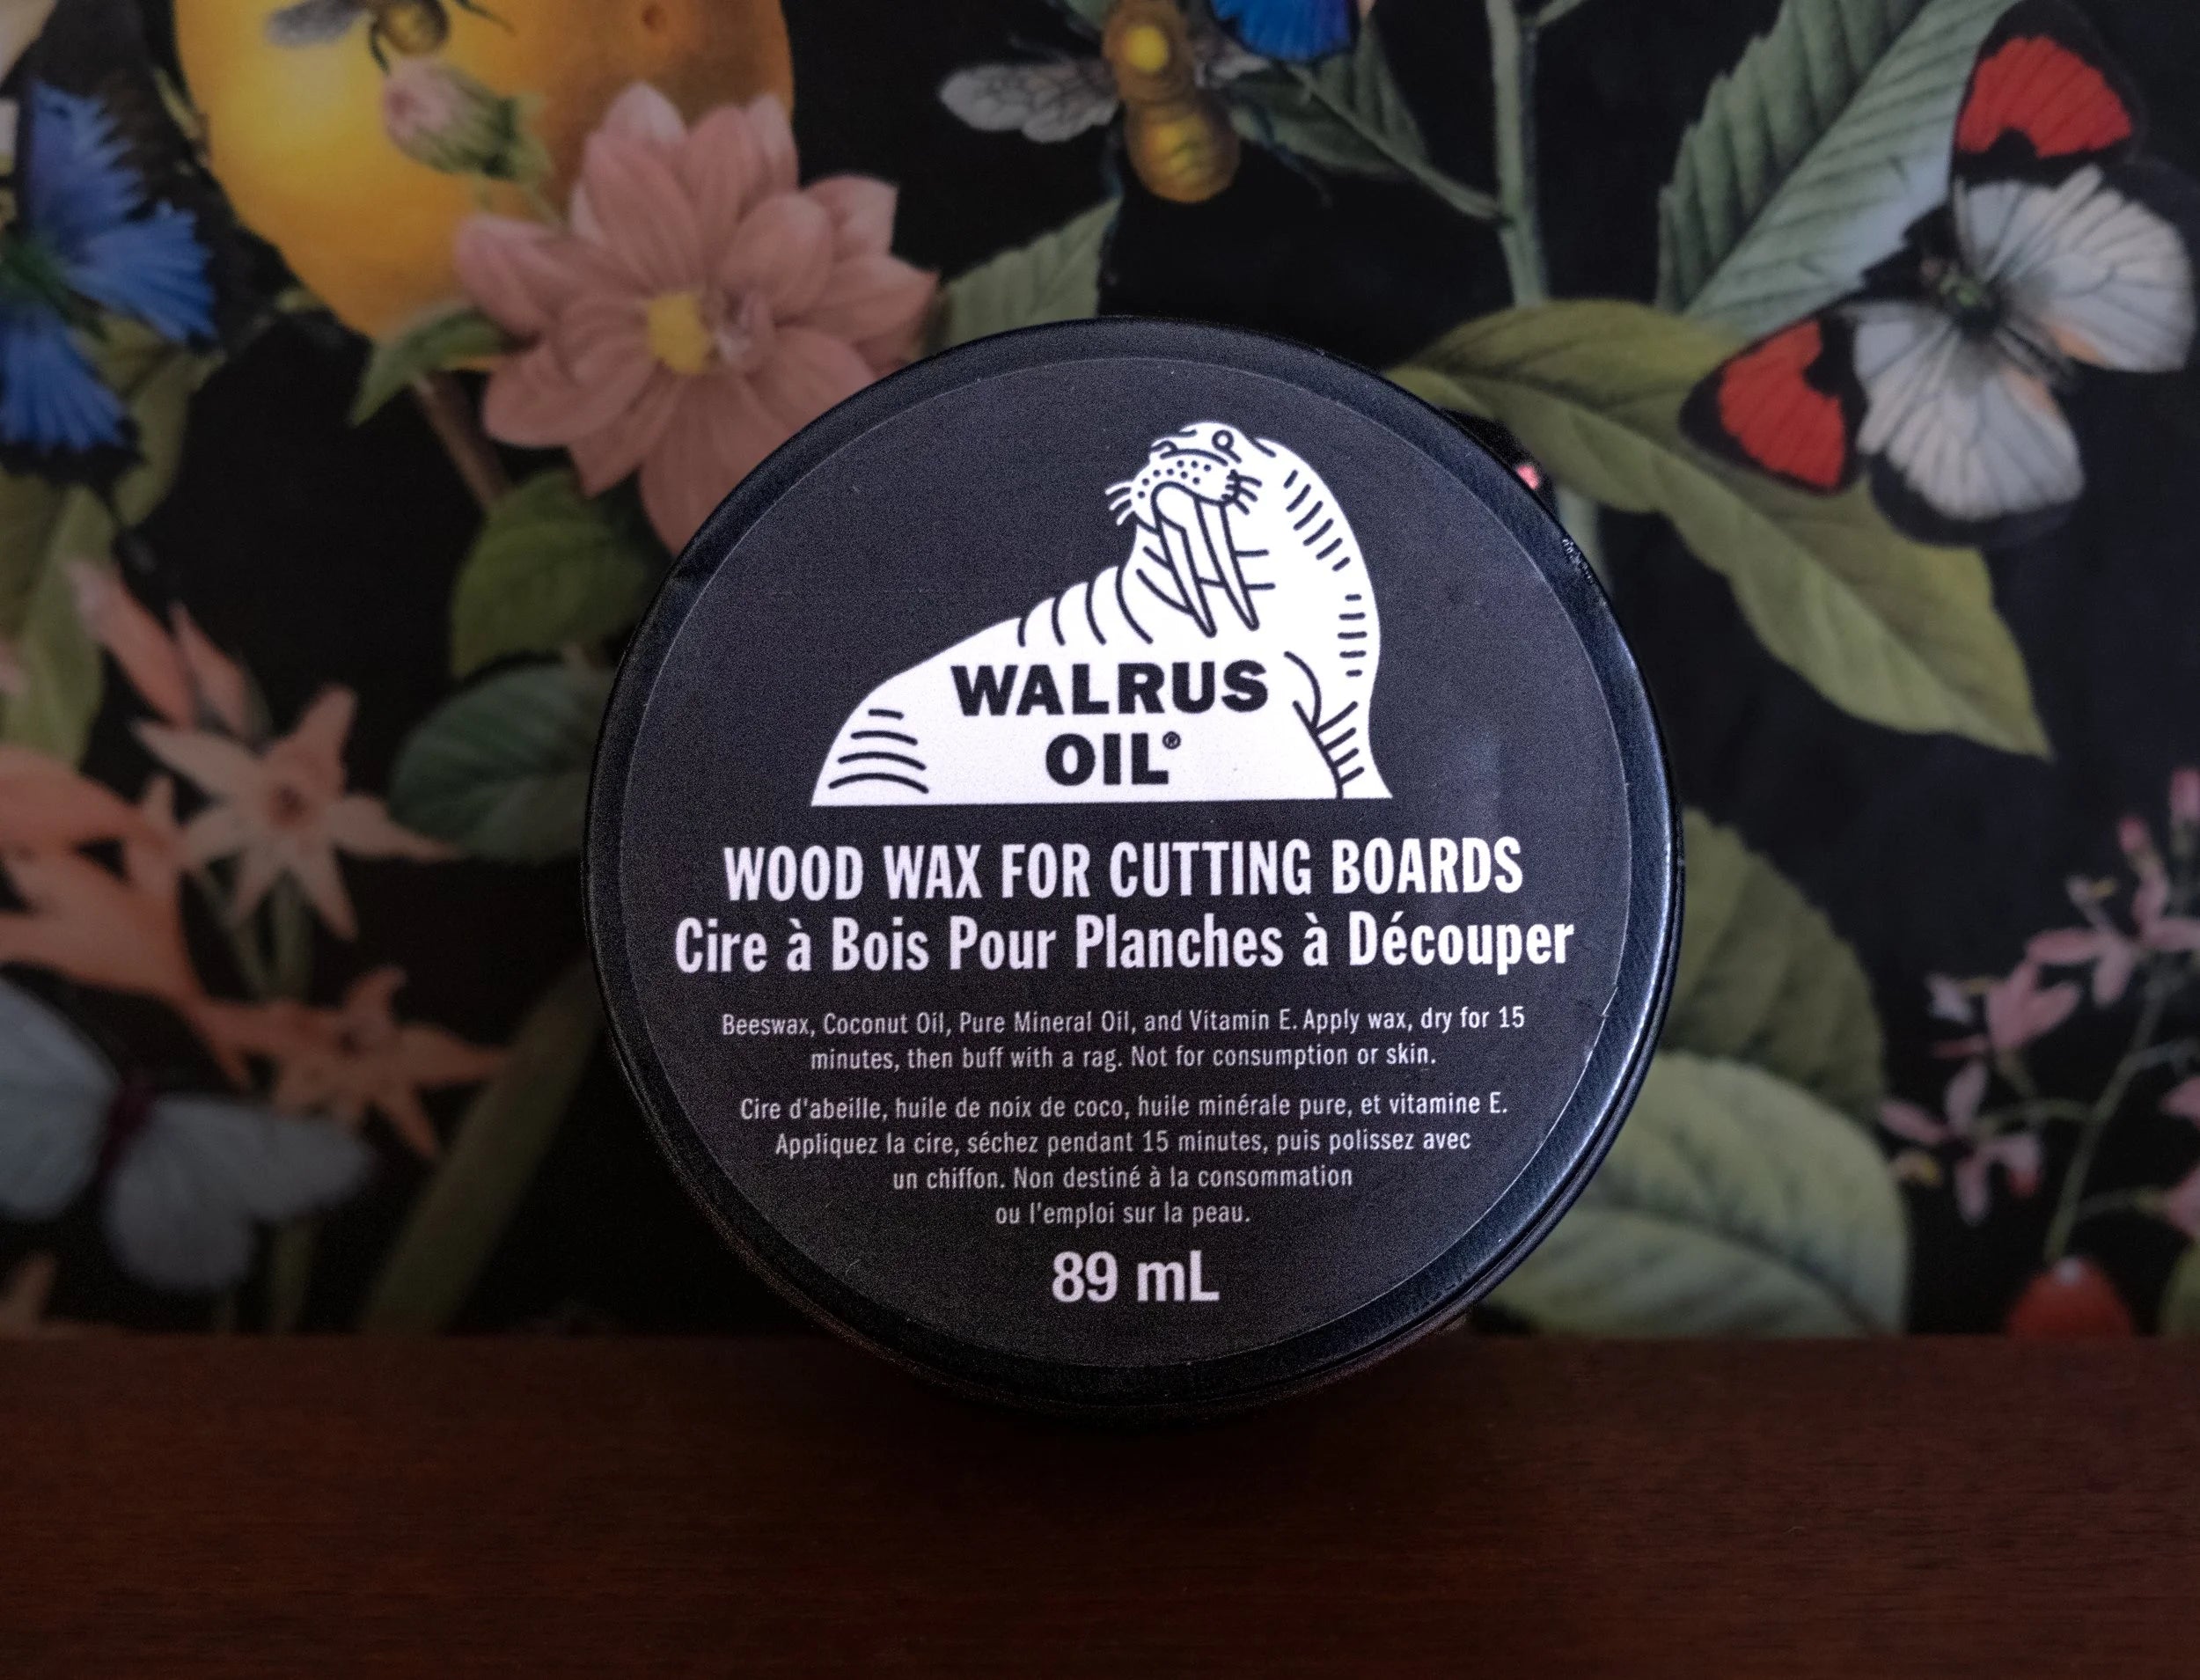 WALRUS
OIL®
WOOD WAX FOR CUTTING BOARDS
Cire à Bois Pour Planches à Découper
Beeswax, Coconut Oil, Pure Mineral Oil, and Vitamin E. Apply wax, dry for 15
minutes, then buff with a rag. Not for consumption or skin.
Cire d'abeille, huile de noix de coco, huile minérale pure, et vitamine E.
Appliquez la cire, séchez pendant 15 minutes, puis polissez avec
un chiffon. Non destiné à la consommation
ou l'emploi sur la peau.
89 mL